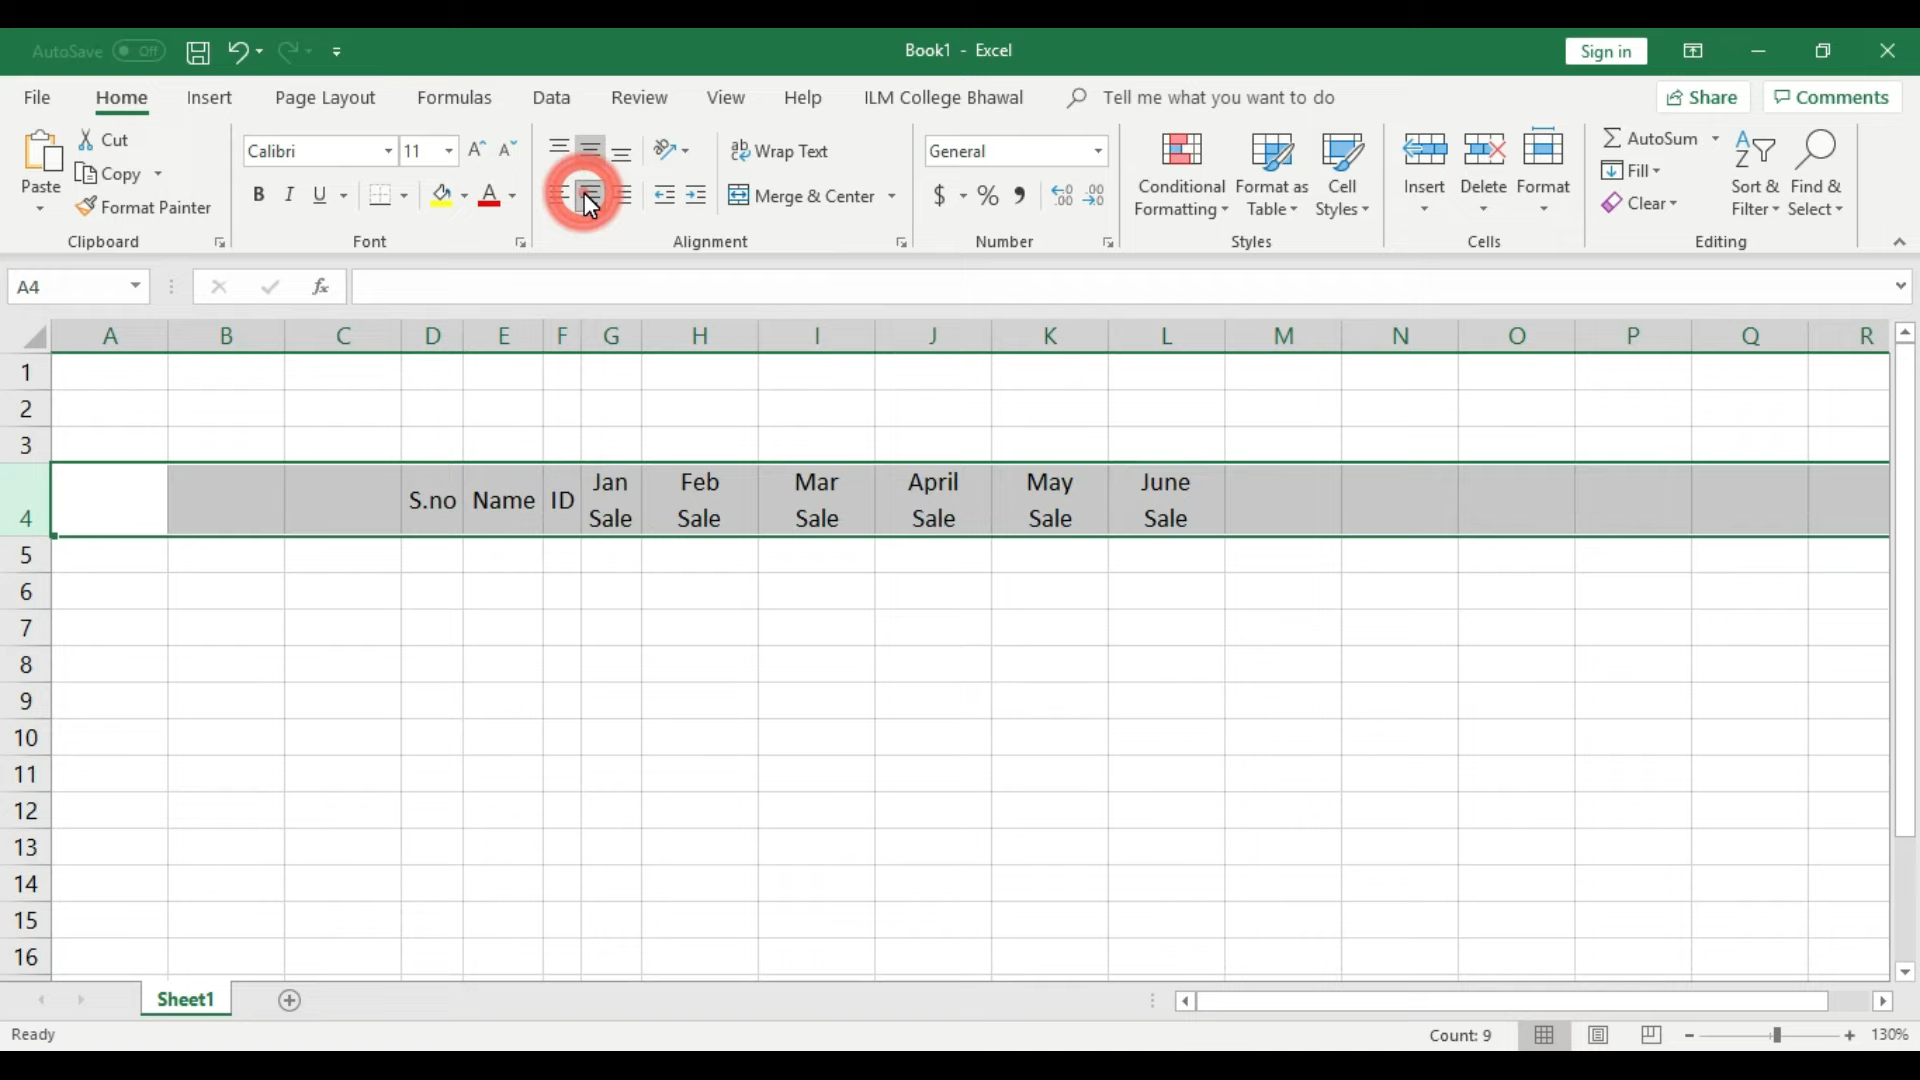 AutoSave Off
Book1 - Excel
Sign in
File Home Insert Page Layout Formulas Data Review View Help ILM College Bhawal Tell me what you want to do Share Comments
Paste
Cut
Copy
Format Painter
Clipboard
Calibri 11
B I U A
Font
ab Wrap Text
Merge & Center
Alignment
General
$ % ,
Number
Conditional Formatting
Format as Table
Cell Styles
Styles
Insert
Delete
Format
Cells
AutoSum
Fill
Clear
Sort & Filter
Find & Select
Editing
A4
fx
A B C D E F G H I J K L M N O P Q R
1
2
3
4 S.no Name ID Jan Sale Feb Sale Mar Sale April Sale May Sale June Sale
5
6
7
8
9
10
11
12
13
14
15
16
Sheet1
Ready
Count: 9
130%